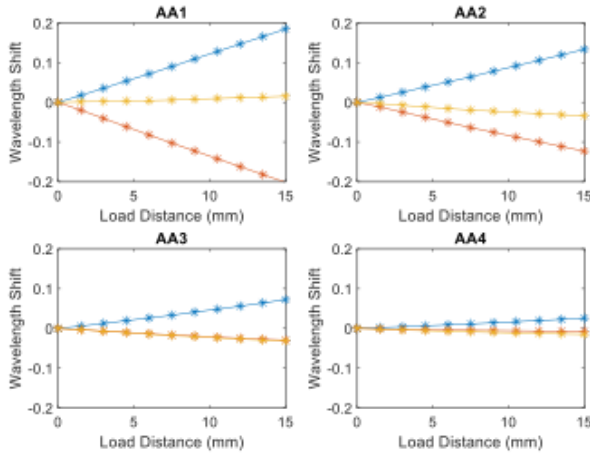 AA1
0.2
0.1
0
-0.1
-0.2
Wavelength Shift
0 5 10 15
Load Distance (mm)
AA2
0.2
0.1
0
-0.1
-0.2
Wavelength Shift
0 5 10 15
Load Distance (mm)
AA3
0.2
0.1
0
-0.1
-0.2
Wavelength Shift
0 5 10 15
Load Distance (mm)
AA4
0.2
0.1
0
-0.1
-0.2
Wavelength Shift
0 5 10 15
Load Distance (mm)